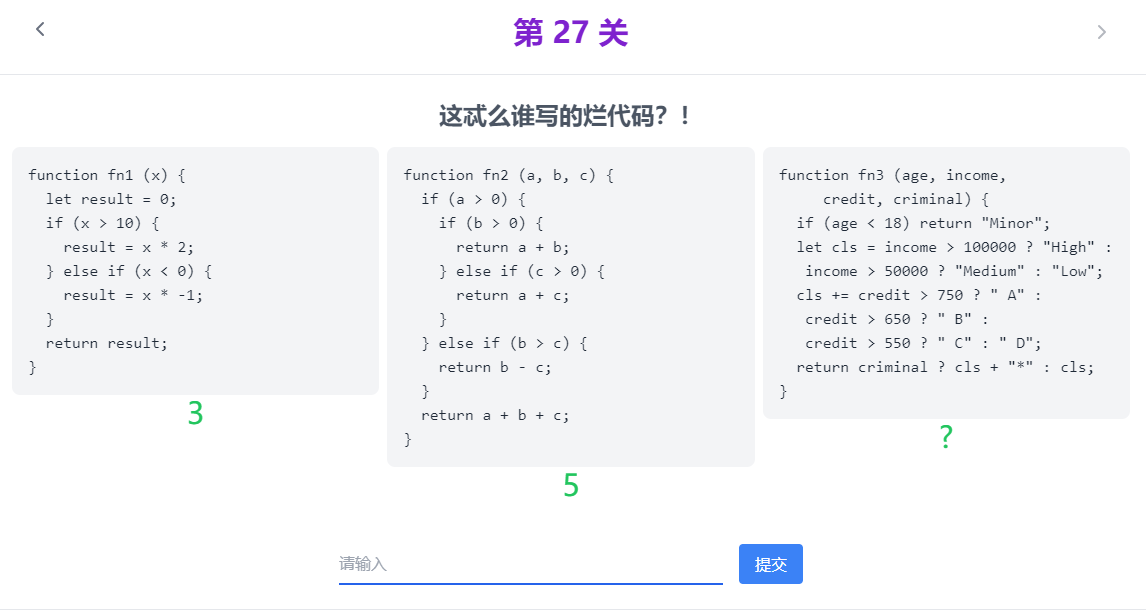 第 27 关
这忒么谁写的烂代码?!
function fn1 (x) {
  let result = 0;
  if (x > 10) {
    result = x * 2;
  } else if (x < 0) {
    result = x * -1;
  }
  return result;
}
3
function fn2 (a, b, c) {
  if (a > 0) {
    if (b > 0) {
      return a + b;
    } else if (c > 0) {
      return a + c;
    }
  } else if (b > c) {
    return b - c;
  }
  return a + b + c;
}
5
function fn3 (age, income,
     credit, criminal) {
  if (age < 18) return "Minor";
  let cls = income > 100000 ? "High" :
   income > 50000 ? "Medium" : "Low";
  cls += credit > 750 ? " A" :
   credit > 650 ? " B" :
   credit > 550 ? " C" : " D";
  return criminal ? cls + "*" : cls;
}
?
请输入
提交